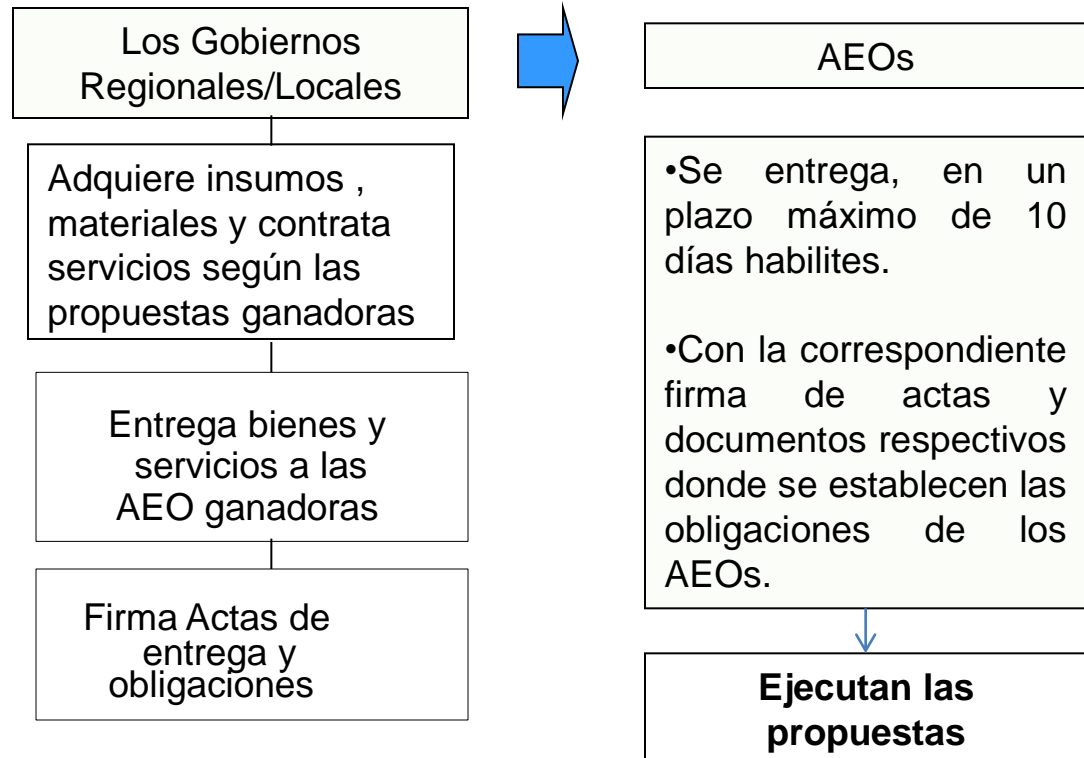 Los Gobiernos
Regionales/Locales
Adquiere insumos ,
materiales y contrata
servicios según las
propuestas ganadoras
Entrega bienes y
servicios a las
AEO ganadoras
Firma Actas de
entrega y
obligaciones
AEOs
•Se entrega, en un
plazo máximo de 10
días habilites.
•Con la correspondiente
firma de actas y
documentos respectivos
donde se establecen las
obligaciones de los
AEOs.
Ejecutan las
propuestas